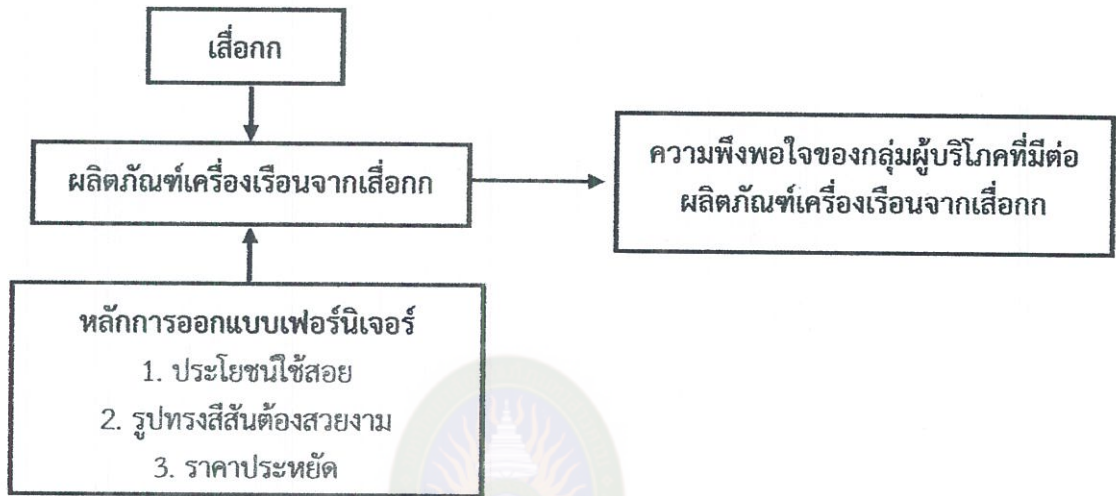 เสื่อกก
ผลิตภัณฑ์เครื่องเรือนจากเสื่อกก
ความพึงพอใจของกลุ่มผู้บริโภคที่มีต่อ
ผลิตภัณฑ์เครื่องเรือนจากเสื่อกก
หลักการออกแบบเฟอร์นิเจอร์
1. ประโยชน์ใช้สอย
2. รูปทรงสีสันต้องสวยงาม
3. ราคาประหยัด